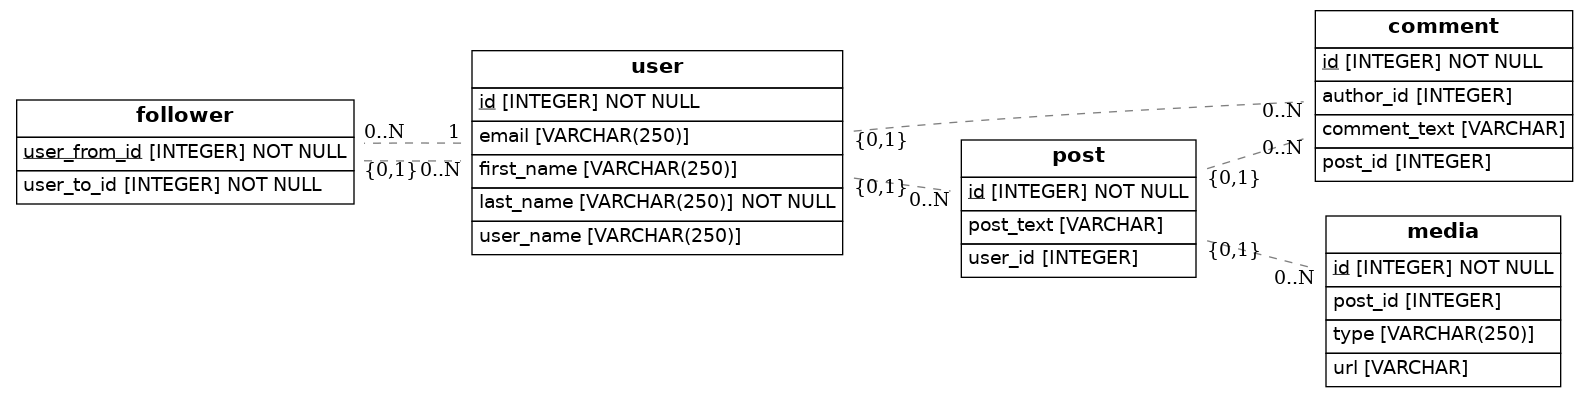 follower
user_from_id [INTEGER] NOT NULL
user_to_id [INTEGER] NOT NULL
0..N
1
{0,1}
0..N
user
id [INTEGER] NOT NULL
email [VARCHAR(250)]
first_name [VARCHAR(250)]
last_name [VARCHAR(250)] NOT NULL
user_name [VARCHAR(250)]
{0,1}
0..N
{0,1}
0..N
post
id [INTEGER] NOT NULL
post_text [VARCHAR]
user_id [INTEGER]
{0,1}
0..N
{0,1}
0..N
comment
id [INTEGER] NOT NULL
author_id [INTEGER]
comment_text [VARCHAR]
post_id [INTEGER]
media
id [INTEGER] NOT NULL
post_id [INTEGER]
type [VARCHAR(250)]
url [VARCHAR]